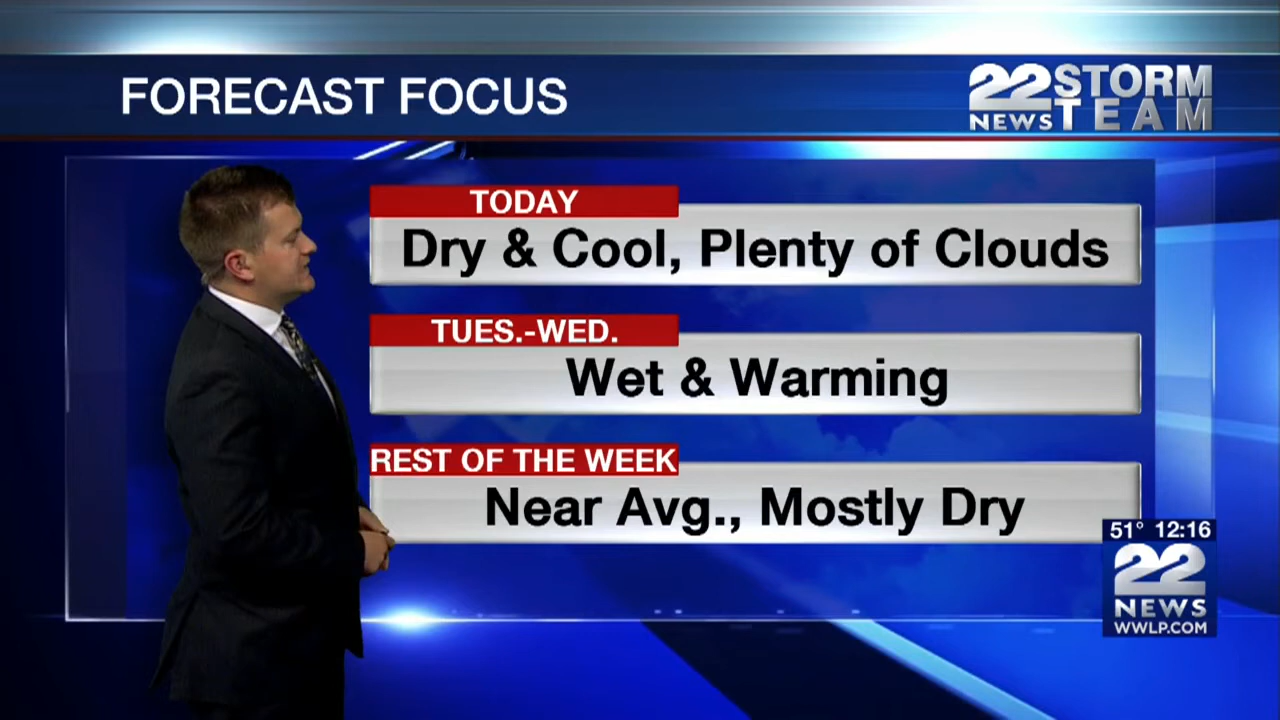 FORECAST FOCUS
22 STORM
NEWS TEAM
TODAY
Dry & Cool, Plenty of Clouds
TUES.-WED.
Wet & Warming
REST OF THE WEEK
Near Avg., Mostly Dry
51° 12:16
22
NEWS
WWLP.COM